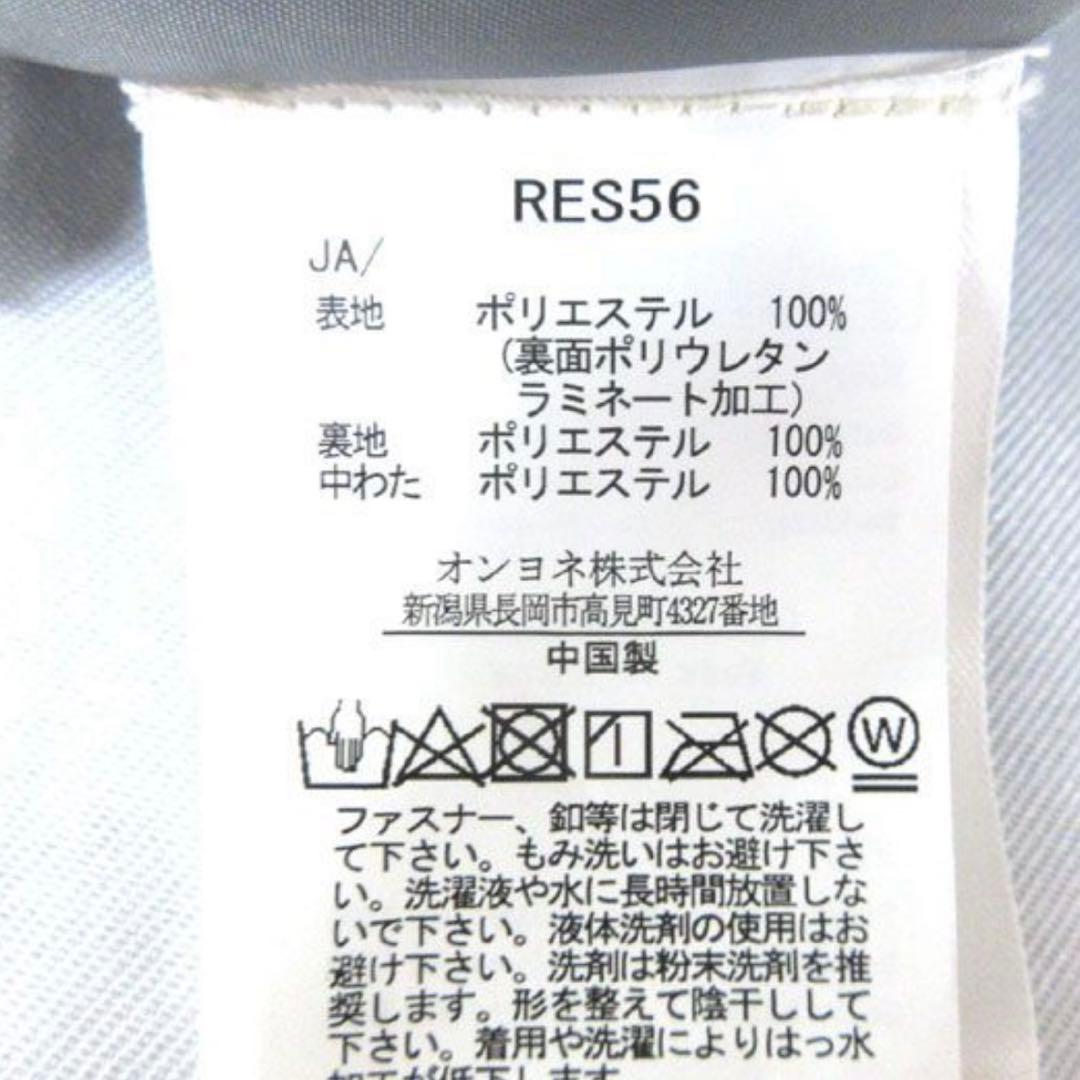 RES56
JA/
表地 ポリエステル 100%
(裏面ポリウレタン
ラミネート加工)
裏地 ポリエステル 100%
中わた ポリエステル 100%
オンヨネ株式会社
新潟県長岡市高見町4327番地
中国製
W
ファスナー、釦等は閉じて洗濯し
て下さい。もみ洗いはお避け下さ
い。洗濯液や水に長時間放置しな
いで下さい。液体洗剤の使用はお
避け下さい。洗剤は粉末洗剤を推
奨します。形を整えて陰干しして
下さい。着用や洗濯によりはっ水
加工が低下します